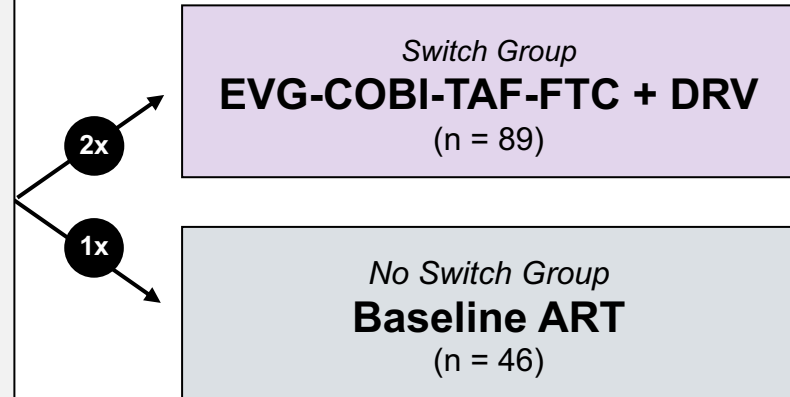 Switch Group
EVG-COBI-TAF-FTC + DRV
(n = 89)
2x
1x
No Switch Group
Baseline ART
(n = 46)